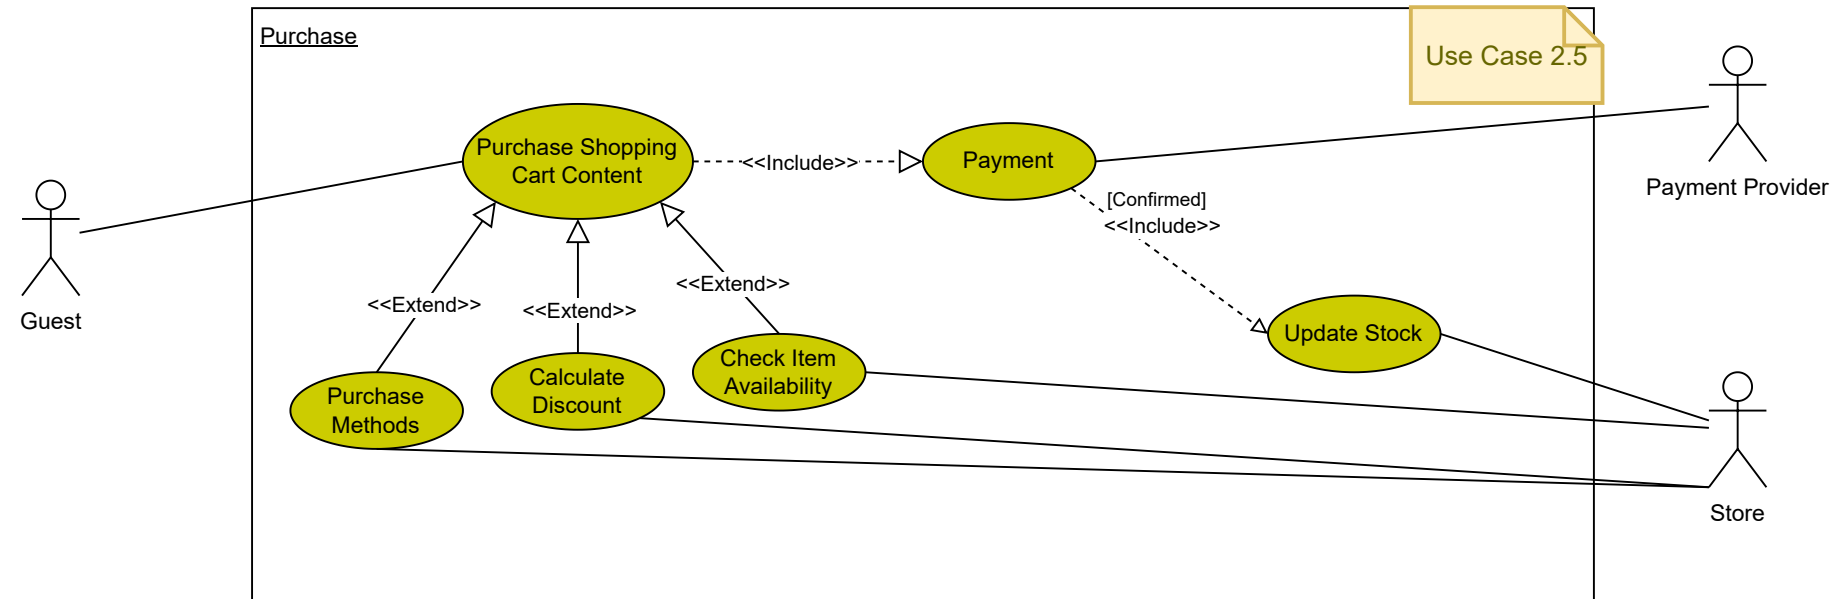 Purchase
Use Case 2.5
Purchase Shopping
Cart Content
<<Include>>
Payment
Payment Provider
[Confirmed]
<<Include>>
Guest
<<Extend>>
<<Extend>>
<<Extend>>
Update Stock
Purchase
Methods
Calculate
Discount
Check Item
Availability
Store